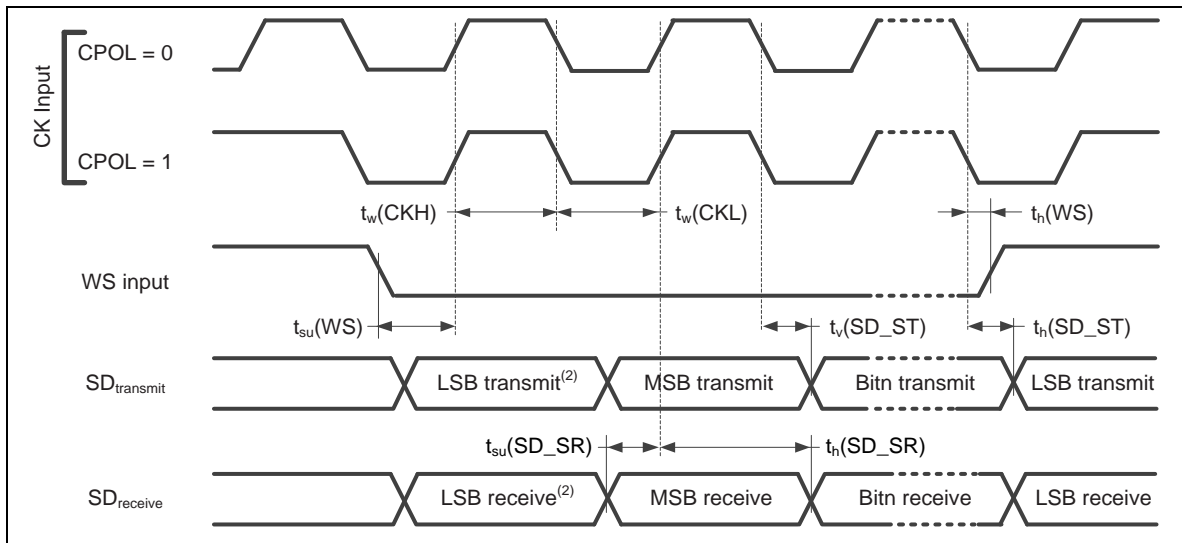 CK Input
CPOL = 0
CPOL = 1
tw(CKH)
tw(CKL)
th(WS)
WS input
tsu(WS)
tv(SD_ST)
th(SD_ST)
SDtransmit
LSB transmit(2)
MSB transmit
Bitn transmit
LSB transmit
tsu(SD_SR)
th(SD_SR)
SDreceive
LSB receive(2)
MSB receive
Bitn receive
LSB receive